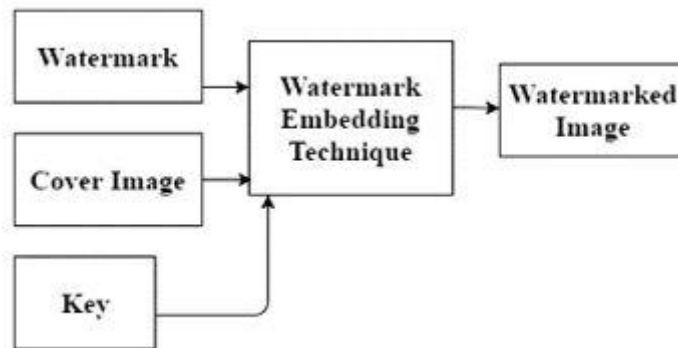 Watermark
Cover Image
Key
Watermark
Embedding
Technique
Watermarked
Image